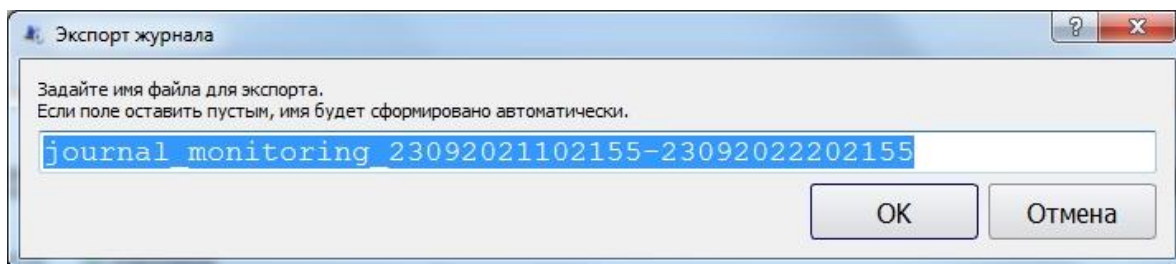 Экспорт журнала
Задайте имя файла для экспорта.
Если поле оставить пустым, имя будет сформировано автоматически.
journal_monitoring_23092021102155-23092022202155
OK
Отмена